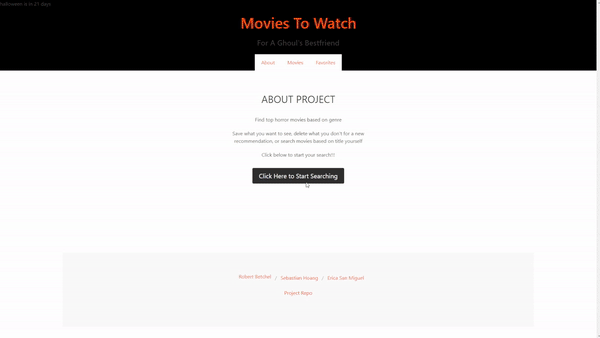 halloween is in 27 days
Movies To Watch
For A Ghoul's Bestfriend
About Movies Favorites
ABOUT PROJECT
Find top horror movies based on genre
Save what you want to see, delete what you don't for a new
recommendation, or search movies based on title yourself
Click below to start your search!!!
Click Here to Start Searching
Robert Reichel / Sebastian Hoang / Erica San Miguel
Project Repo